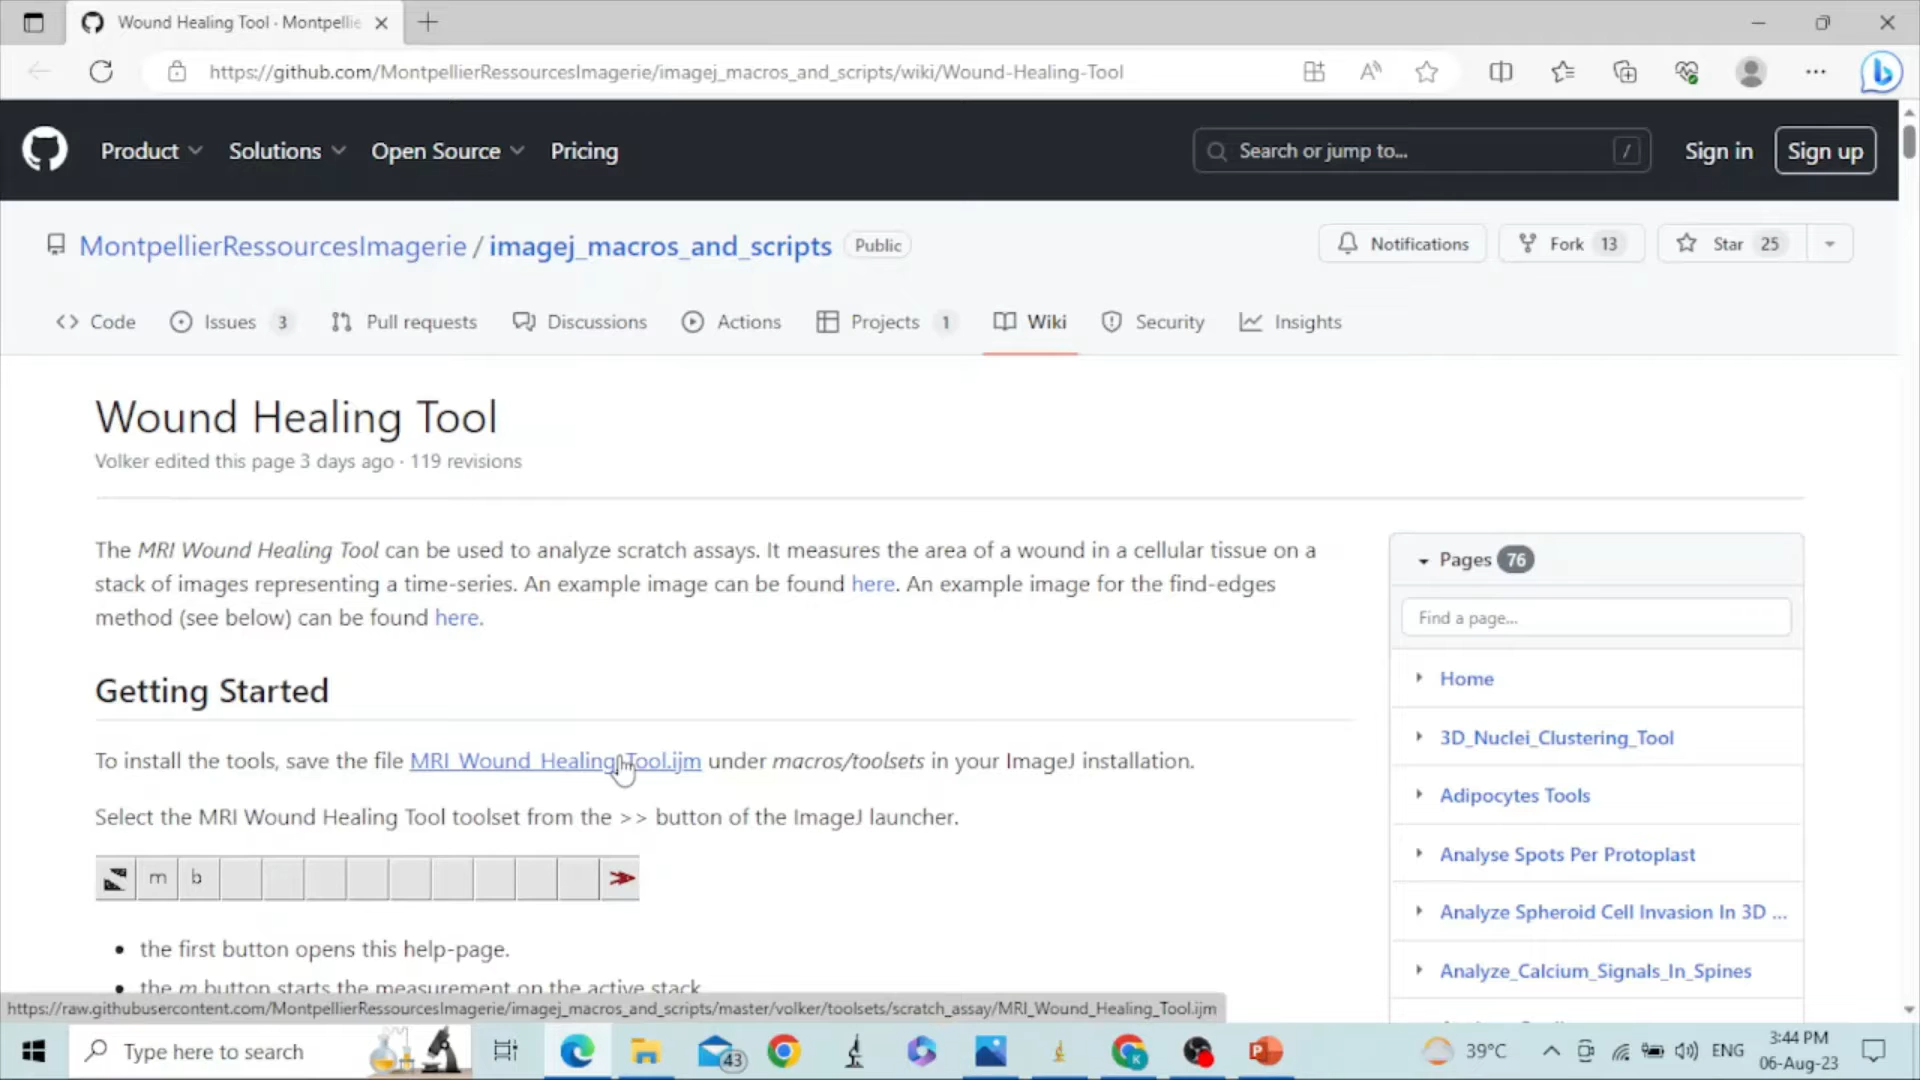 Wound Healing Tool · Montpellie
https://github.com/MontpellierRessourcesImagerie/imagej_macros_and_scripts/wiki/Wound-Healing-Tool
Product Solutions Open Source Pricing Search or jump to... / Sign in Sign up
MontpellierRessourcesImagerie / imagej_macros_and_scripts Public Notifications Fork 13 Star 25
Code Issues 3 Pull requests Discussions Actions Projects 1 Wiki Security Insights
Wound Healing Tool
Volker edited this page 3 days ago · 119 revisions
The MRI Wound Healing Tool can be used to analyze scratch assays. It measures the area of a wound in a cellular tissue on a
stack of images representing a time-series. An example image can be found here. An example image for the find-edges
method (see below) can be found here.
Getting Started
To install the tools, save the file MRI_Wound_Healing_Tool.ijm under macros/toolsets in your ImageJ installation.
Select the MRI Wound Healing Tool toolset from the >> button of the ImageJ launcher.
m b
• the first button opens this help-page.
• the m button starts the measurement on the active stack
Pages 76
Find a page...
Home
3D_Nuclei_Clustering_Tool
Adipocytes Tools
Analyse Spots Per Protoplast
Analyze Spheroid Cell Invasion In 3D ...
Analyze_Calcium_Signals_In_Spines
https://raw.githubusercontent.com/MontpellierRessourcesImagerie/imagej_macros_and_scripts/master/volker/toolsets/scratch_assay/MRI_Wound_Healing_Tool.ijm
Type here to search 43 39°C ENG 3:44 PM
06-Aug-23